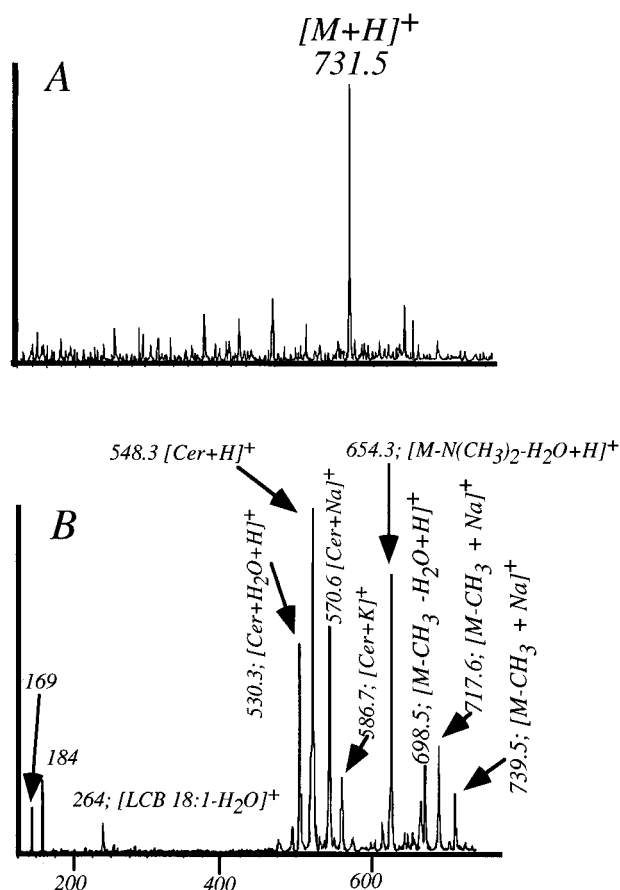 A
[M+H]+
731.5
B
548.3 [Cer+H]+
654.3; [M-N(CH3)2-H2O+H]+
530.3; [Cer+H2O+H]+
570.6 [Cer+Na]+
586.7; [Cer+K]+
698.5; [M-CH3 -H2O+H]+
717.6; [M-CH3 + Na]+
739.5; [M-CH3 + Na]+
169
184
264; [LCB 18:1-H2O]+
200
400
600